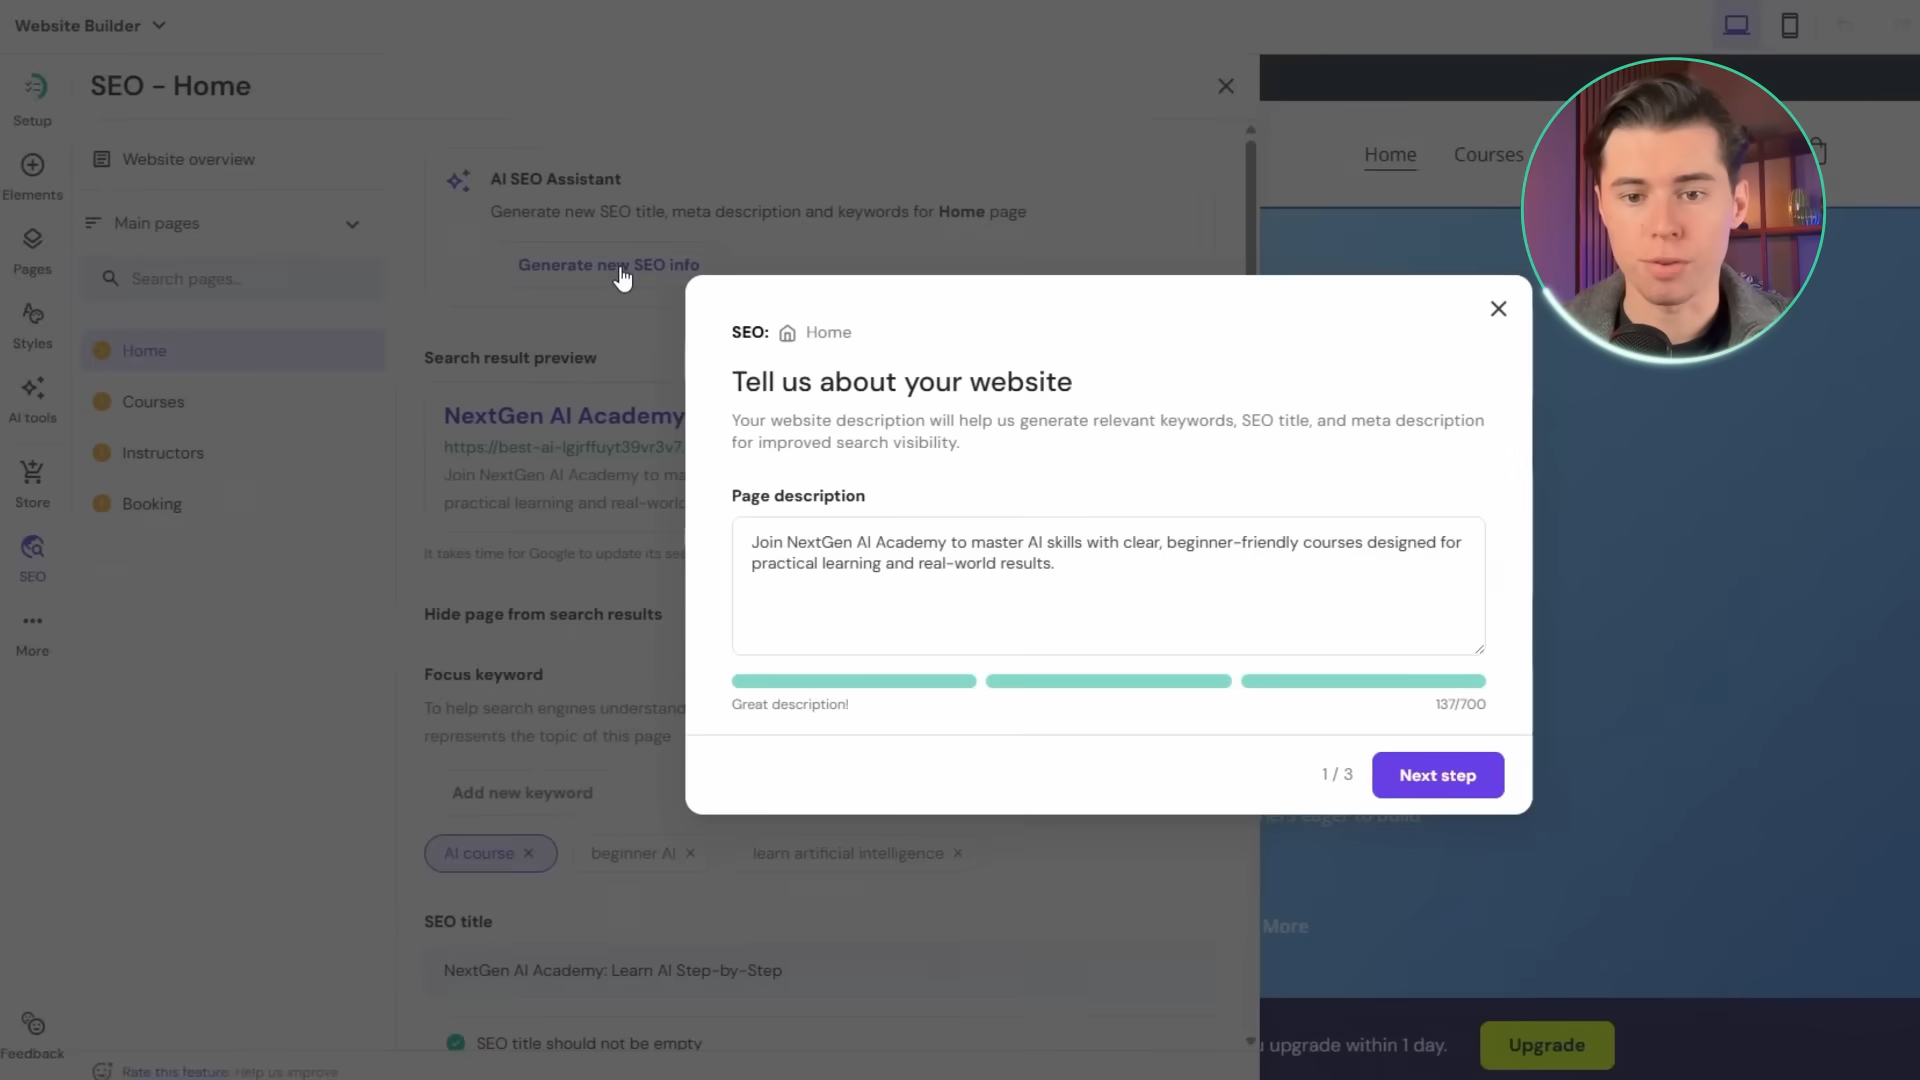 Website Builder
SEO - Home
Setup
Elements
Pages
Styles
AI tools
Store
SEO
More
Feedback
Website overview
Main pages
Search pages...
Home
Courses
Instructors
Booking
AI SEO Assistant
Generate new SEO title, meta description and keywords for Home page
Generate new SEO info
Search result preview
NextGen AI Academy
https://best-ai-lgjrffuyt39vr3v7.
Join NextGen AI Academy to ma
practical learning and real-world
It takes time for Google to update its sea
Hide page from search results
Focus keyword
To help search engines understand
represents the topic of this page
Add new keyword
AI course
beginner AI
learn artificial intelligence
SEO title
NextGen AI Academy: Learn AI Step-by-Step
SEO title should not be empty
Rate this feature: Help us improve
SEO: Home
Tell us about your website
Your website description will help us generate relevant keywords, SEO title, and meta description
for improved search visibility.
Page description
Join NextGen AI Academy to master AI skills with clear, beginner-friendly courses designed for
practical learning and real-world results.
Great description!
137/700
1 / 3
Next step
Home
Courses
eager to build
More
upgrade within 1 day.
Upgrade